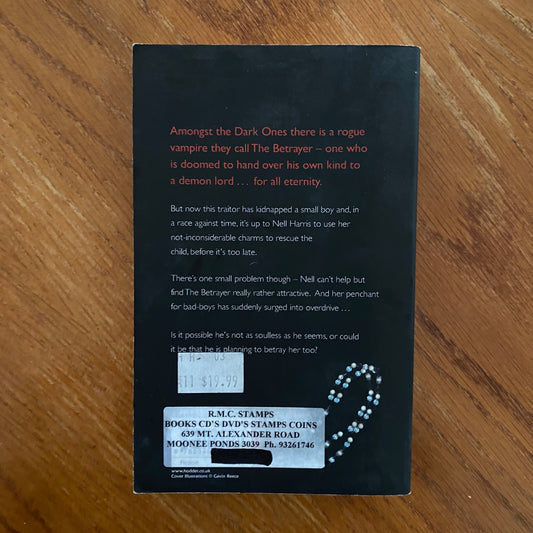 Amongst the Dark Ones there is a rogue
vampire they call The Betrayer – one who
is doomed to hand over his own kind to
a demon lord ... for all eternity.
But now this traitor has kidnapped a small boy and, in
a race against time, it's up to Nell Harris to use her
not-inconsiderable charms to rescue the
child, before it's too late.
There's one small problem though – Nell can't help but
find The Betrayer really rather attractive. And her penchant
for bad-boys has suddenly surged into overdrive ...
Is it possible he's not as soulless as he seems, or could
it be that he is planning to betray her too?
$19.99
R.M.C. STAMPS
BOOKS CD'S DVD'S STAMPS COINS
639 MT. ALEXANDER ROAD
MOONEE PONDS 3039 Ph. 93261746
www.hodder.co.uk
Cover illustrations © Gavin Reece